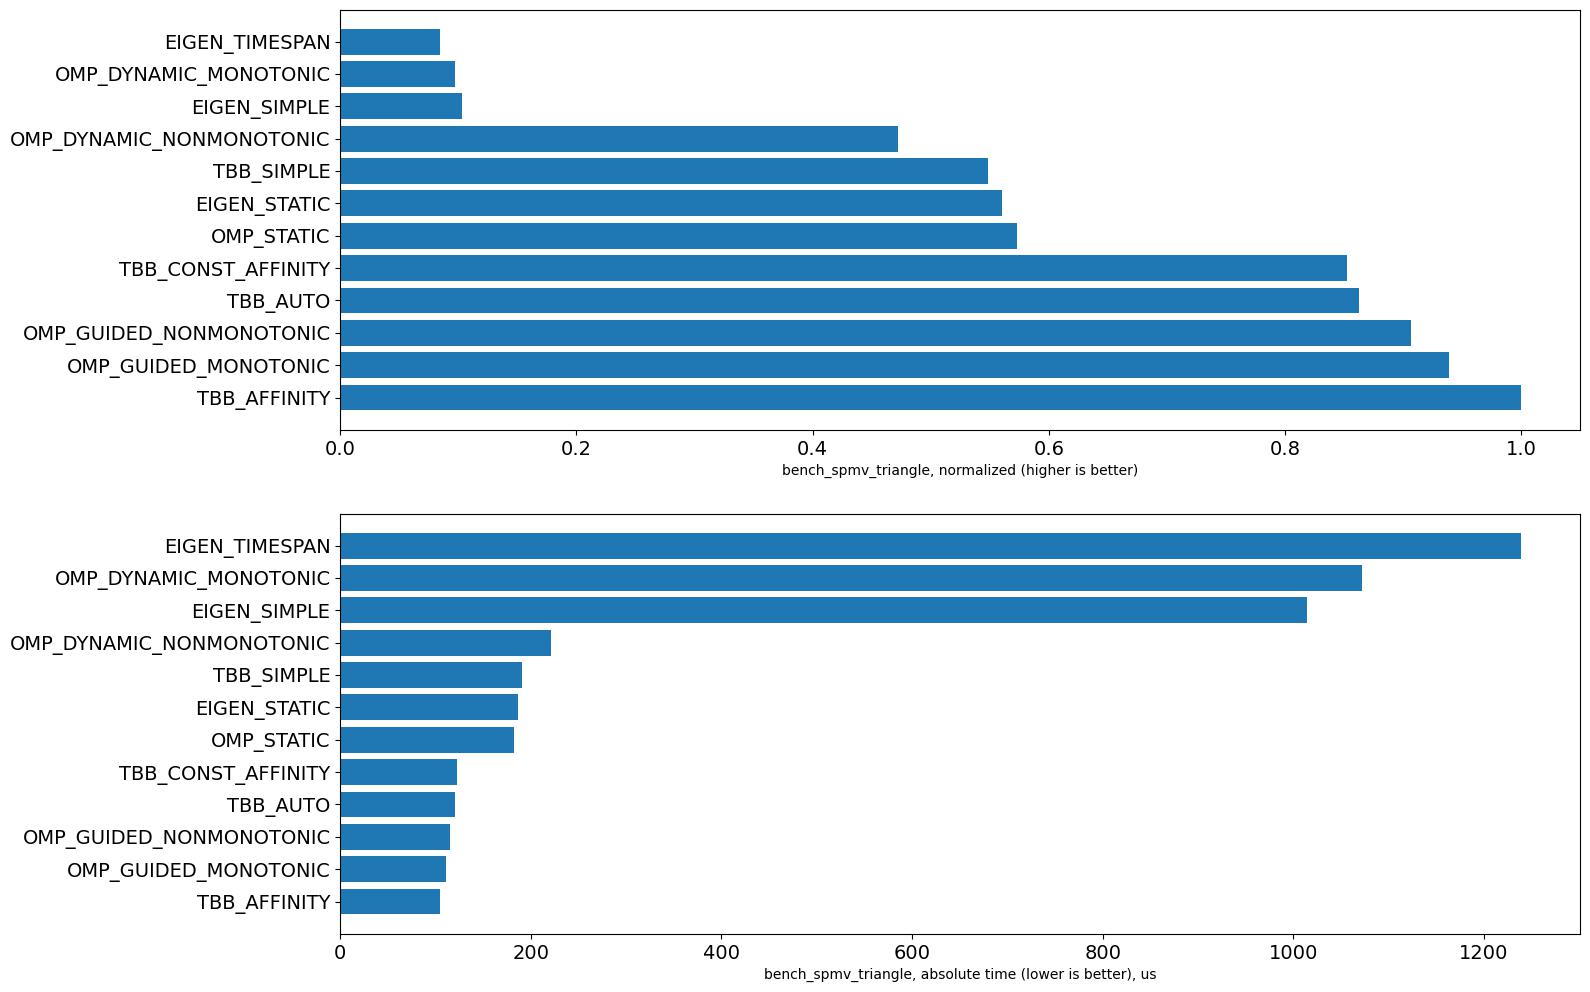 EIGEN_TIMESPAN
OMP_DYNAMIC_MONOTONIC
EIGEN_SIMPLE
OMP_DYNAMIC_NONMONOTONIC
TBB_SIMPLE
EIGEN_STATIC
OMP_STATIC
TBB_CONST_AFFINITY
TBB_AUTO
OMP_GUIDED_NONMONOTONIC
OMP_GUIDED_MONOTONIC
TBB_AFFINITY
0.0 0.2 0.4 0.6 0.8 1.0
bench_spmv_triangle, normalized (higher is better)
EIGEN_TIMESPAN
OMP_DYNAMIC_MONOTONIC
EIGEN_SIMPLE
OMP_DYNAMIC_NONMONOTONIC
TBB_SIMPLE
EIGEN_STATIC
OMP_STATIC
TBB_CONST_AFFINITY
TBB_AUTO
OMP_GUIDED_NONMONOTONIC
OMP_GUIDED_MONOTONIC
TBB_AFFINITY
0 200 400 600 800 1000 1200
bench_spmv_triangle, absolute time (lower is better), us